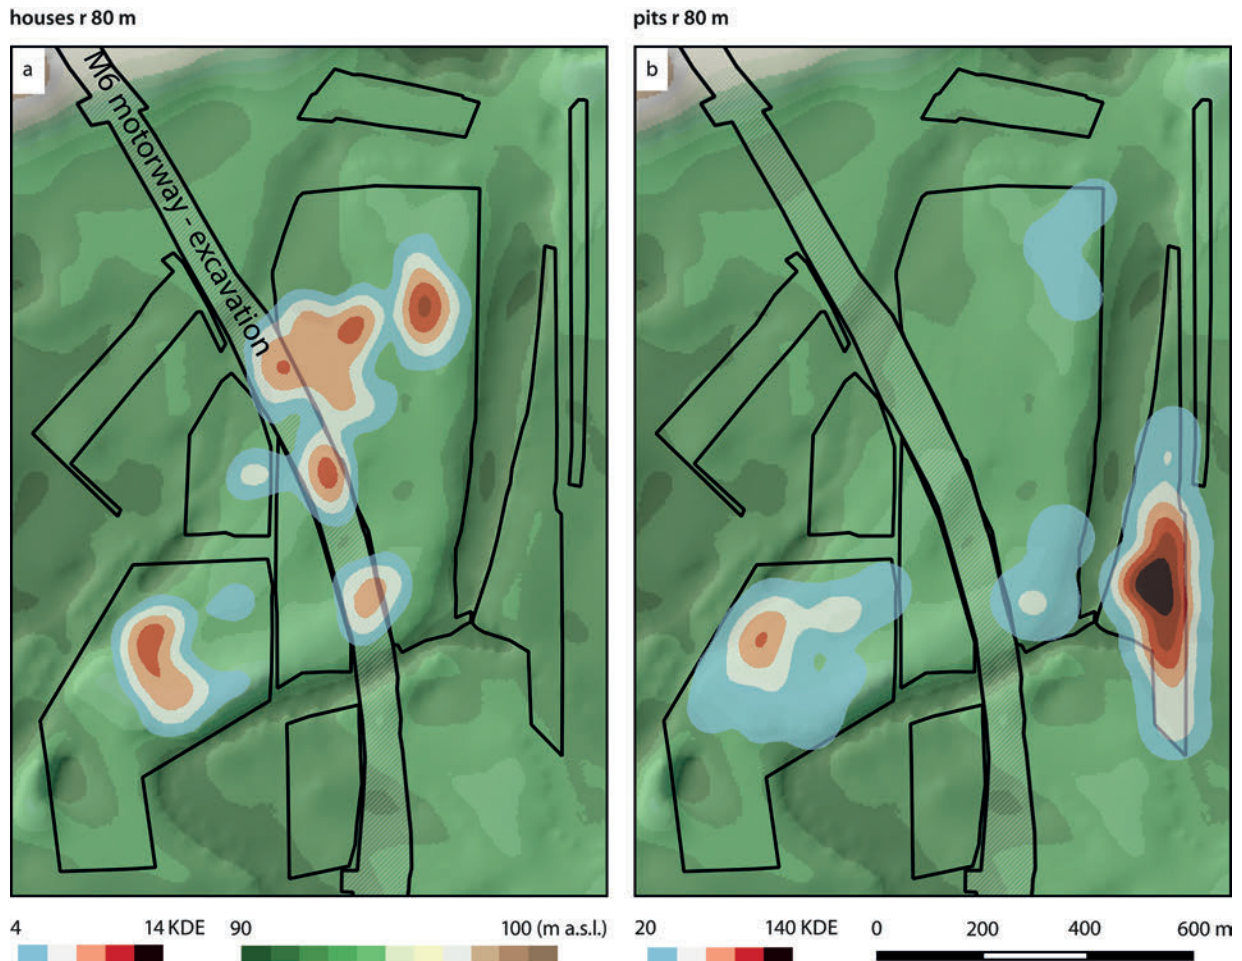 houses r 80 m
pits r 80 m
a
M6 motorway - excavation
b
4 14 KDE
90 100 (m a.s.l.)
20 140 KDE
0 200 400 600 m